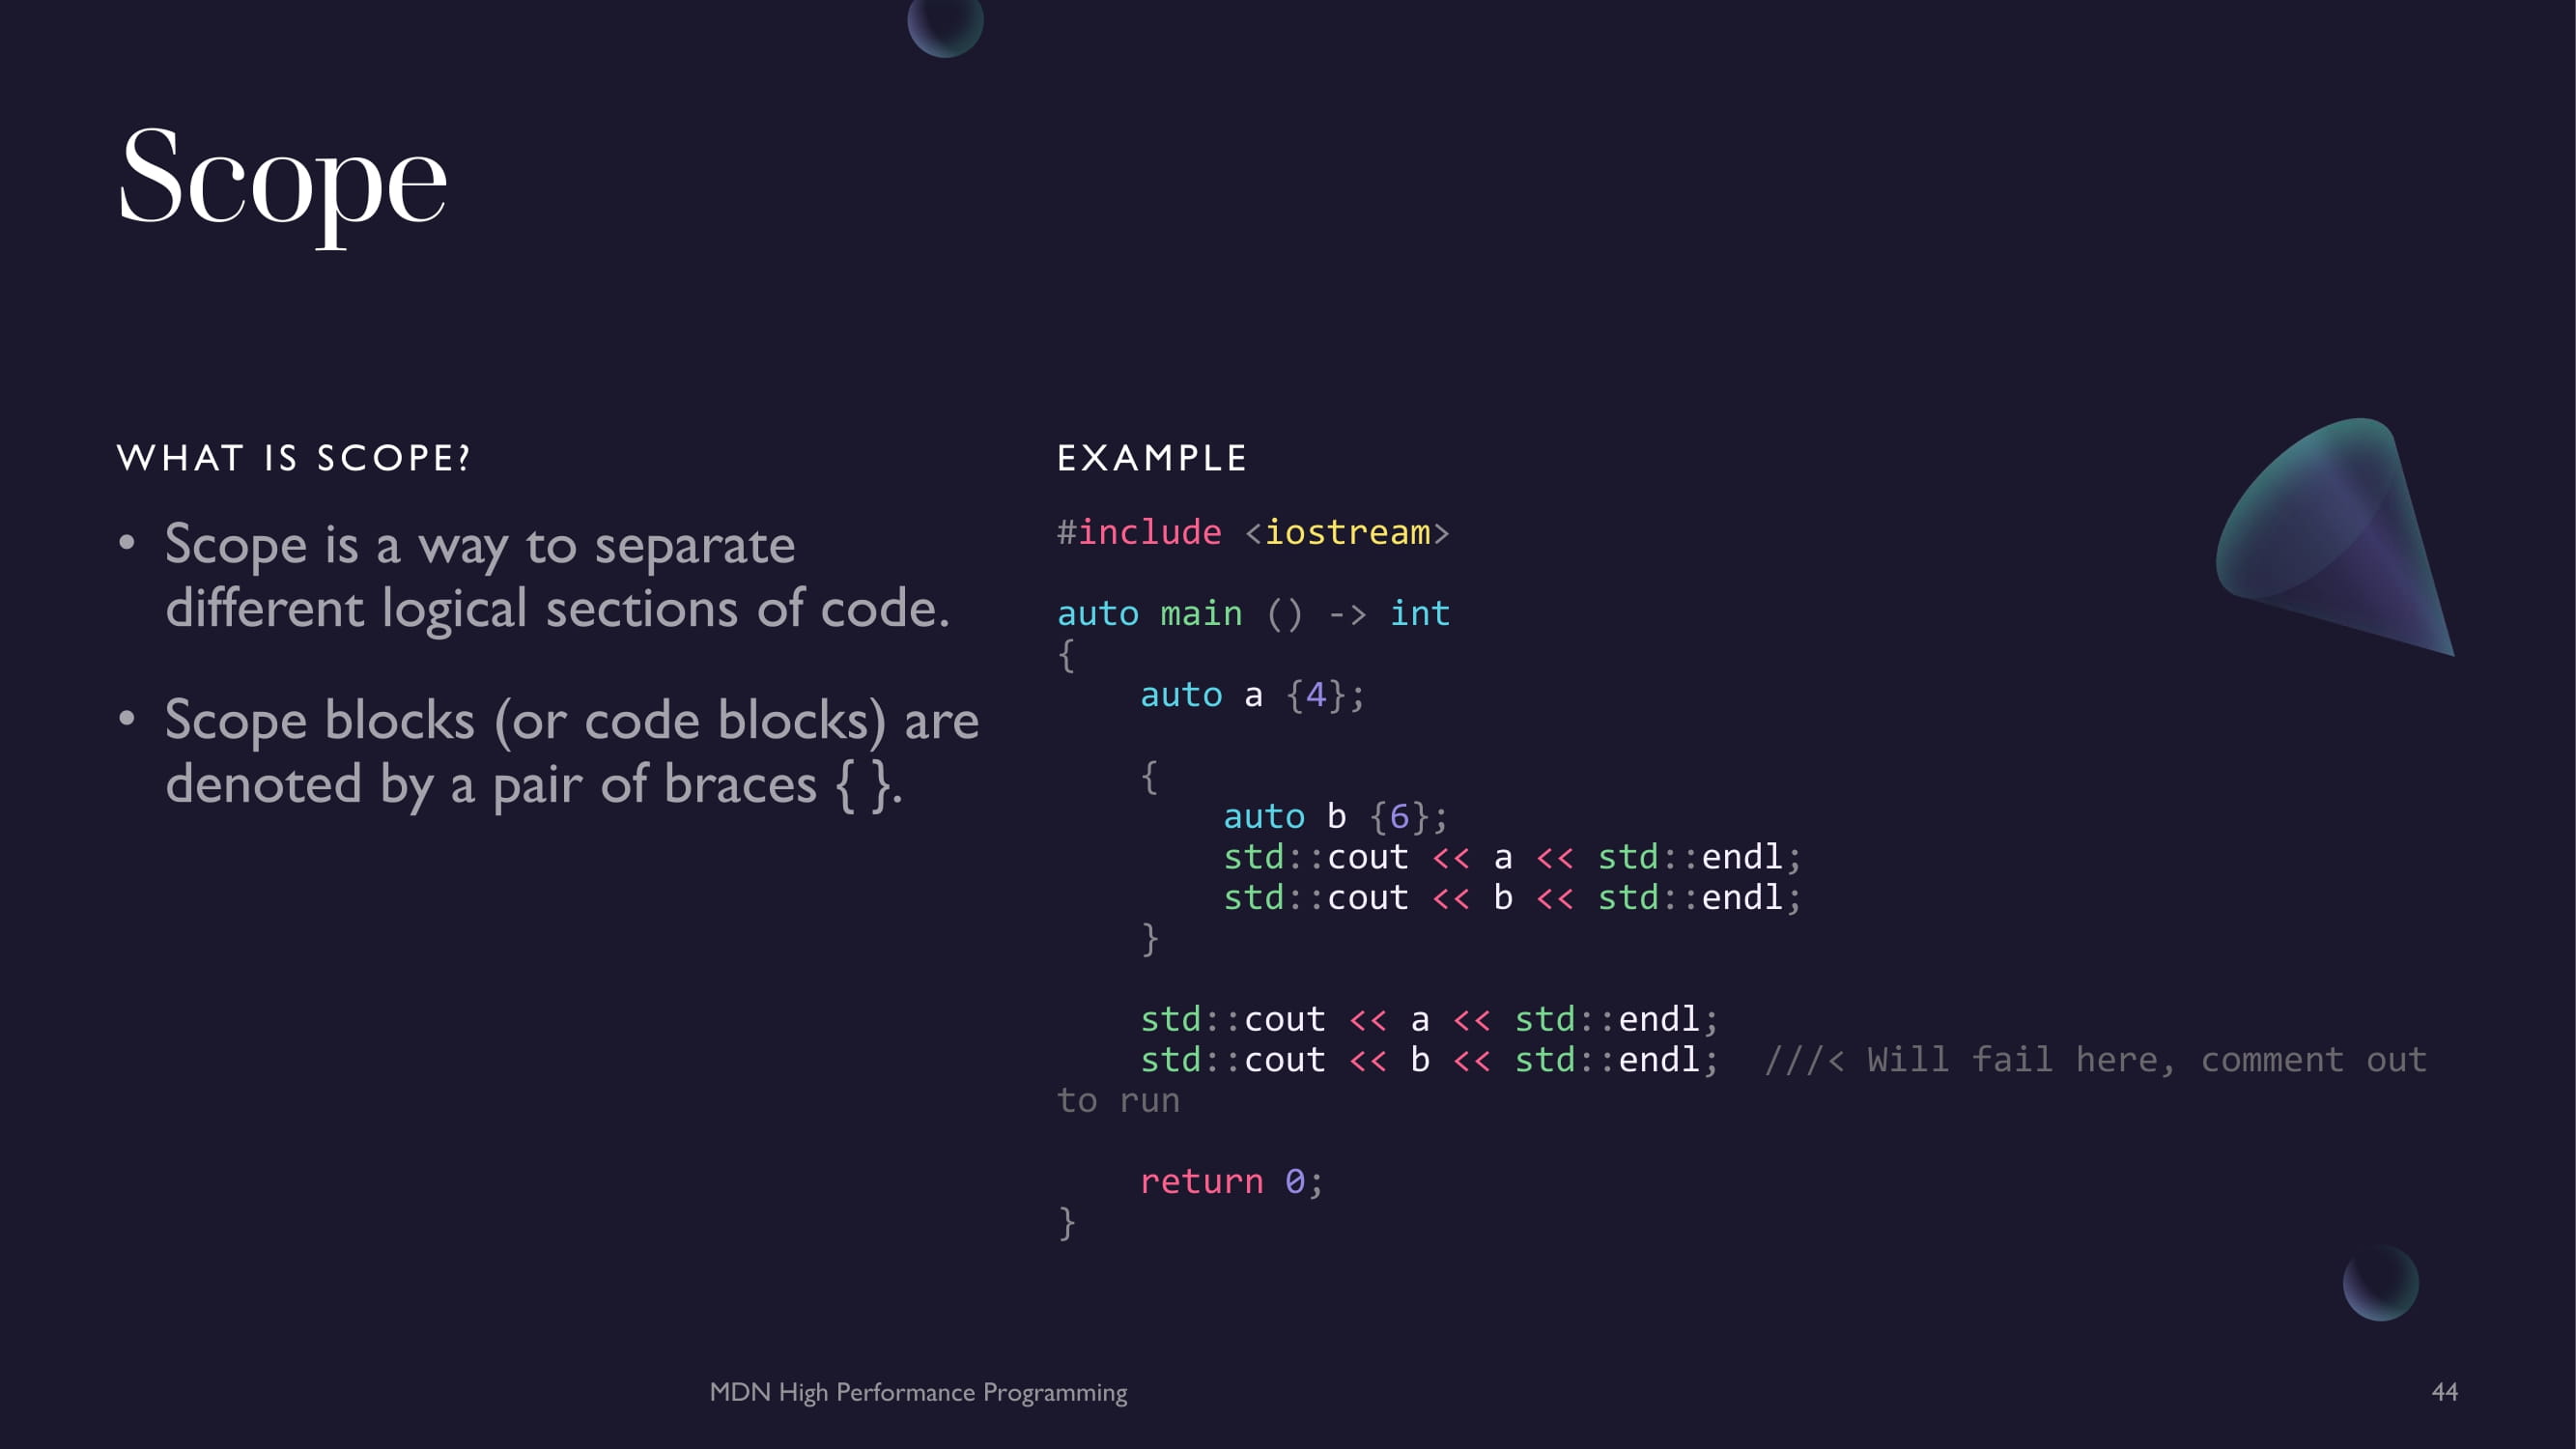 Scope
WHAT IS SCOPE?
• Scope is a way to separate
different logical sections of code.
• Scope blocks (or code blocks) are
denoted by a pair of braces { }.
EXAMPLE
#include <iostream>
auto main () -> int
{
    auto a {4};
    {
        auto b {6};
        std::cout << a << std::endl;
        std::cout << b << std::endl;
    }
    std::cout << a << std::endl;
    std::cout << b << std::endl;  ///< Will fail here, comment out
to run
    return 0;
}
MDN High Performance Programming
44